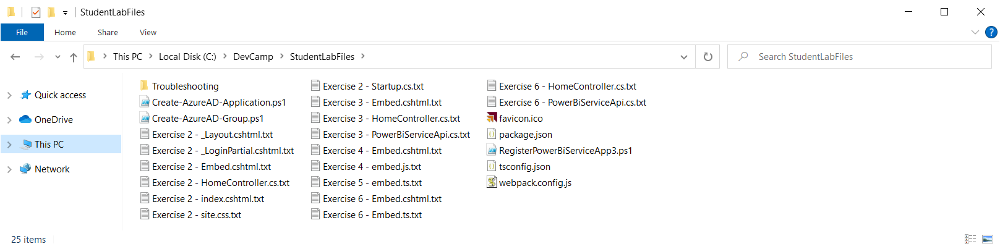 StudentLabFiles
File Home Share View
This PC Local Disk (C:) DevCamp StudentLabFiles
Search StudentLabFiles
Quick access
OneDrive
This PC
Network
Troubleshooting
Create-AzureAD-Application.ps1
Create-AzureAD-Group.ps1
Exercise 2 - _Layout.cshtml.txt
Exercise 2 - _LoginPartial.cshtml.txt
Exercise 2 - Embed.cshtml.txt
Exercise 2 - HomeController.cs.txt
Exercise 2 - index.cshtml.txt
Exercise 2 - site.css.txt
Exercise 2 - Startup.cs.txt
Exercise 3 - Embed.cshtml.txt
Exercise 3 - HomeController.cs.txt
Exercise 3 - PowerBiServiceApi.cs.txt
Exercise 4 - Embed.cshtml.txt
Exercise 4 - embed.js.txt
Exercise 5 - embed.ts.txt
Exercise 6 - Embed.cshtml.txt
Exercise 6 - Embed.ts.txt
Exercise 6 - HomeController.cs.txt
Exercise 6 - PowerBiServiceApi.cs.txt
favicon.ico
package.json
RegisterPowerBiServiceApp3.ps1
tsconfig.json
webpack.config.js
25 items